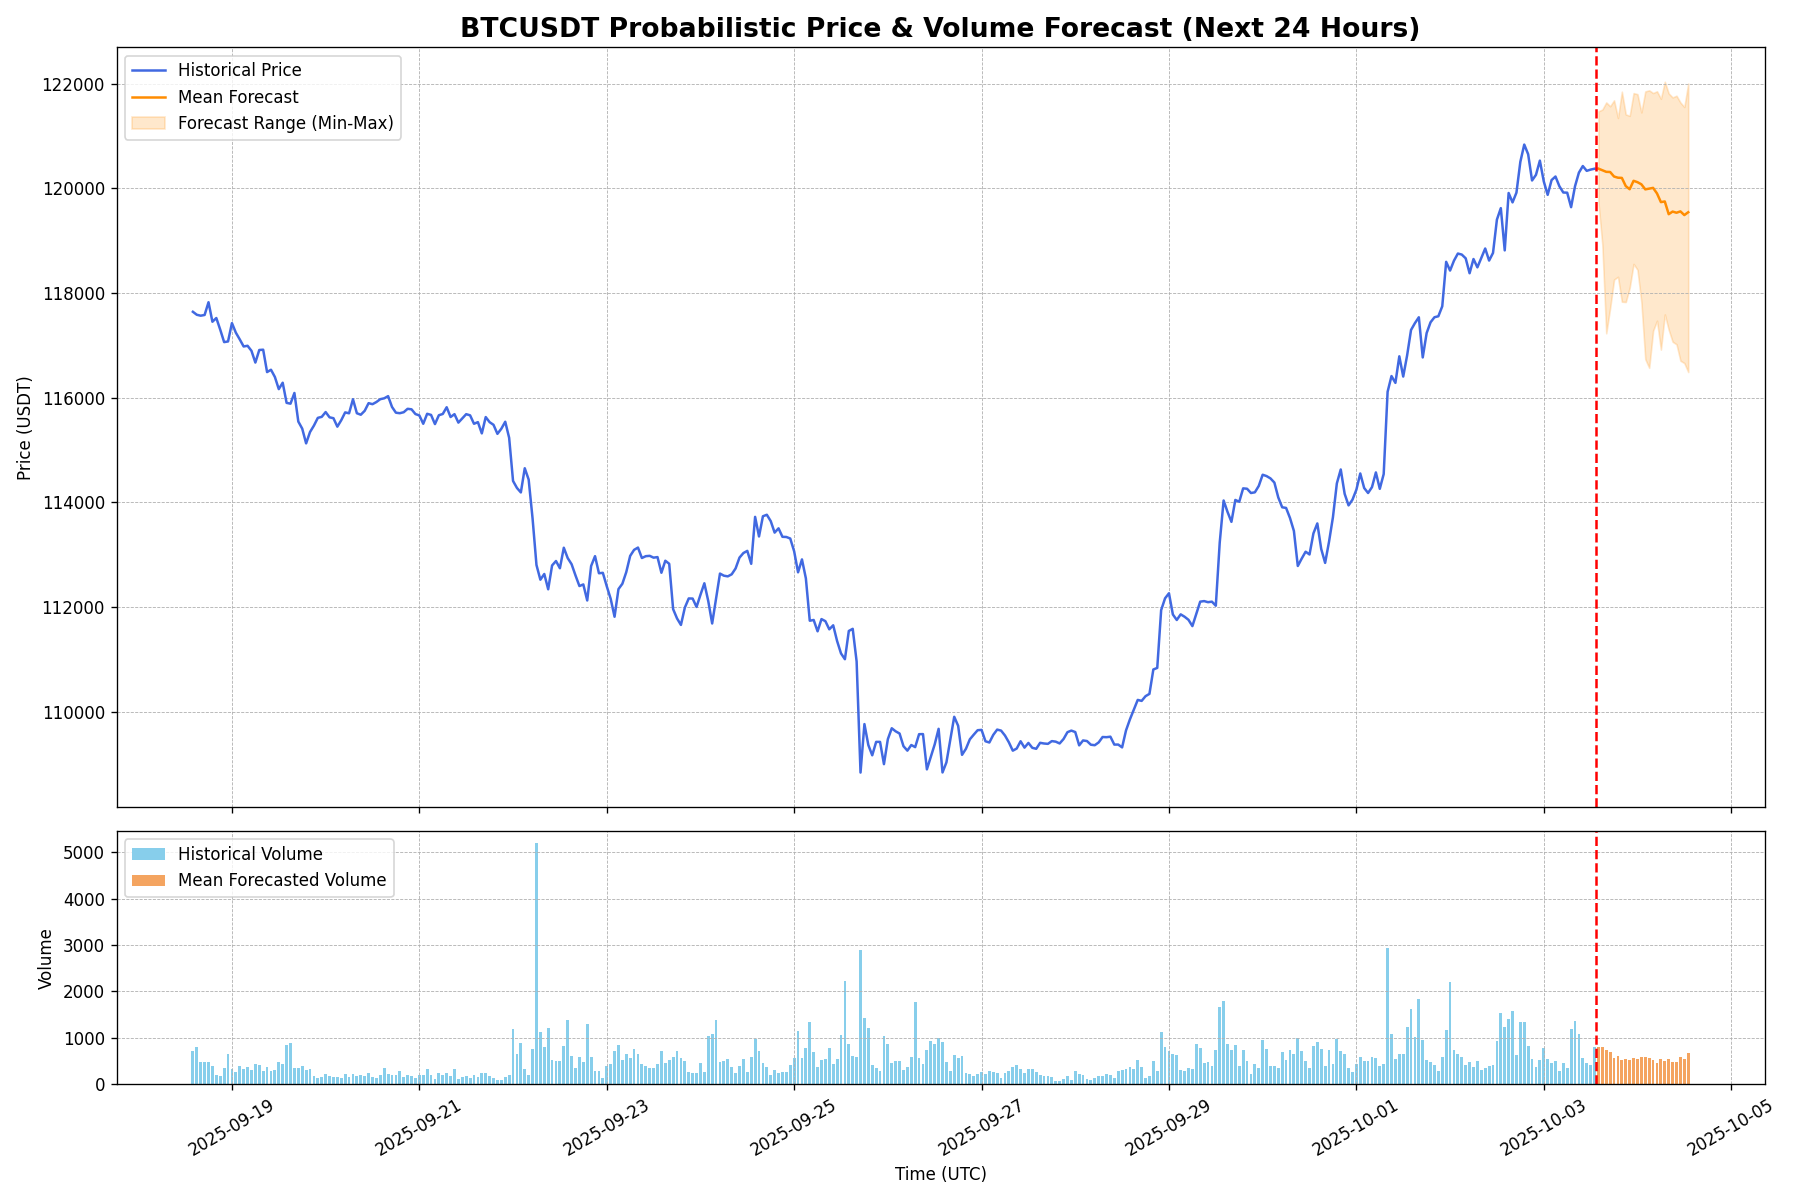 BTCUSDT Probabilistic Price & Volume Forecast (Next 24 Hours)
Historical Price
Mean Forecast
Forecast Range (Min-Max)
122000
120000
118000
116000
114000
112000
110000
Price (USDT)
Historical Volume
Mean Forecasted Volume
5000
4000
3000
2000
1000
0
Volume
2025-09-19
2025-09-21
2025-09-23
2025-09-25
2025-09-27
2025-09-29
2025-10-01
2025-10-03
2025-10-05
Time (UTC)